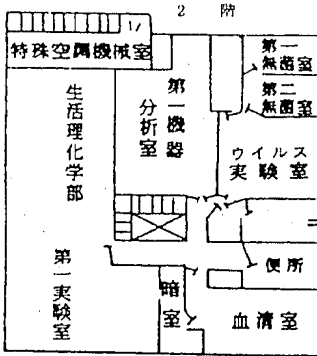 2 階
特殊空調機械室
第一無菌室
第二無菌室
生活理化学部
第一機器分析室
ウイルス実験室
便所
第一実験室
暗室
血清室